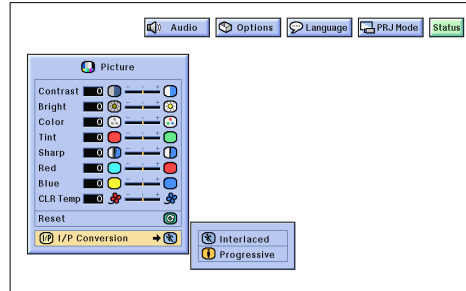 Audio
Options
Language
PRJ Mode
Status
Picture
Contrast 0 - +
Bright 0 - +
Color 0 - +
Tint 0 - +
Sharp 0 - +
Red 0 - +
Blue 0 - +
CLR Temp 0 - +
Reset
I/P I/P Conversion
Interlaced
Progressive